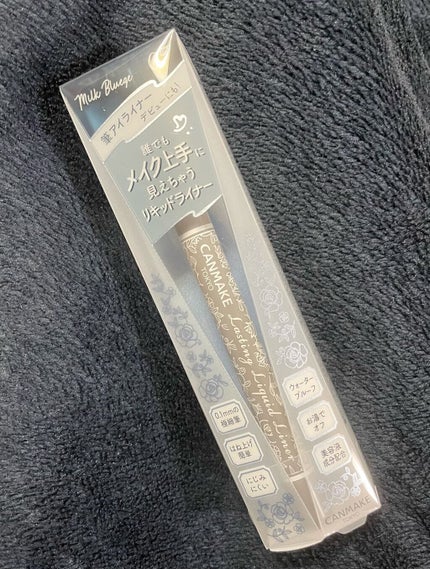 Milk Bluege
筆アイライナー
デビューにも!
誰でも
メイク上手に
見えちゃう
リキッドライナー
CANMAKE
TOKYO
Lasting Liquid Liner
0.1mmの
極細筆
はね上げ
簡単
にじみ
にくい
ウォーター
プルーフ
お湯で
オフ
美容液
成分配合
CANMAKE